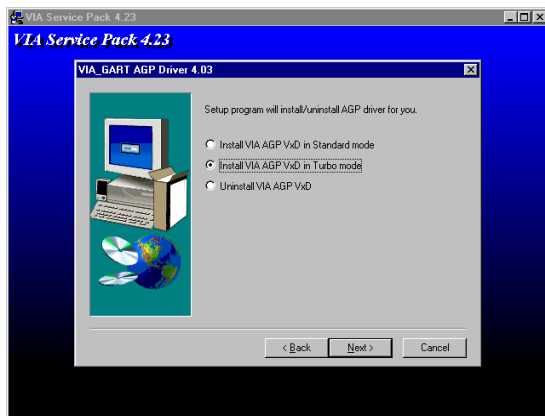 VIA Service Pack 4.23
VIA Service Pack 4.23
VIA_GART AGP Driver 4.03
Setup program will install/uninstall AGP driver for you.
Install VIA AGP VxD in Standard mode
Install VIA AGP VxD in Turbo mode
Uninstall VIA AGP VxD
< Back
Next >
Cancel